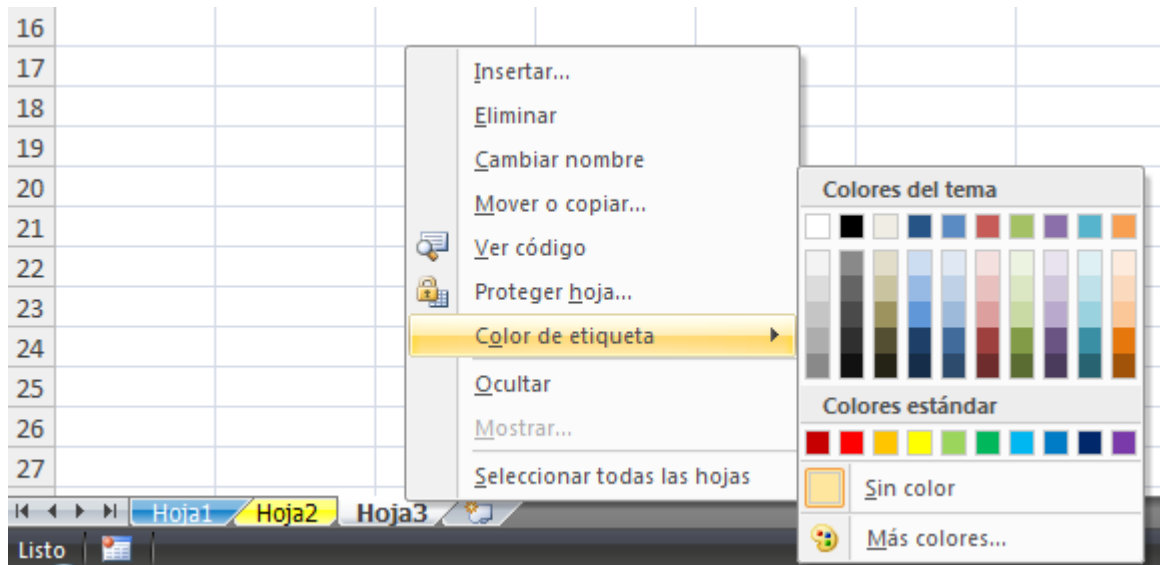 16
17
18
19
20
21
22
23
24
25
26
27
Insertar...
Eliminar
Cambiar nombre
Mover o copiar...
Ver código
Proteger hoja...
Color de etiqueta
Ocultar
Mostrar...
Seleccionar todas las hojas
Colores del tema
Colores estándar
Sin color
Más colores...
Hoja1 Hoja2 Hoja3
Listo